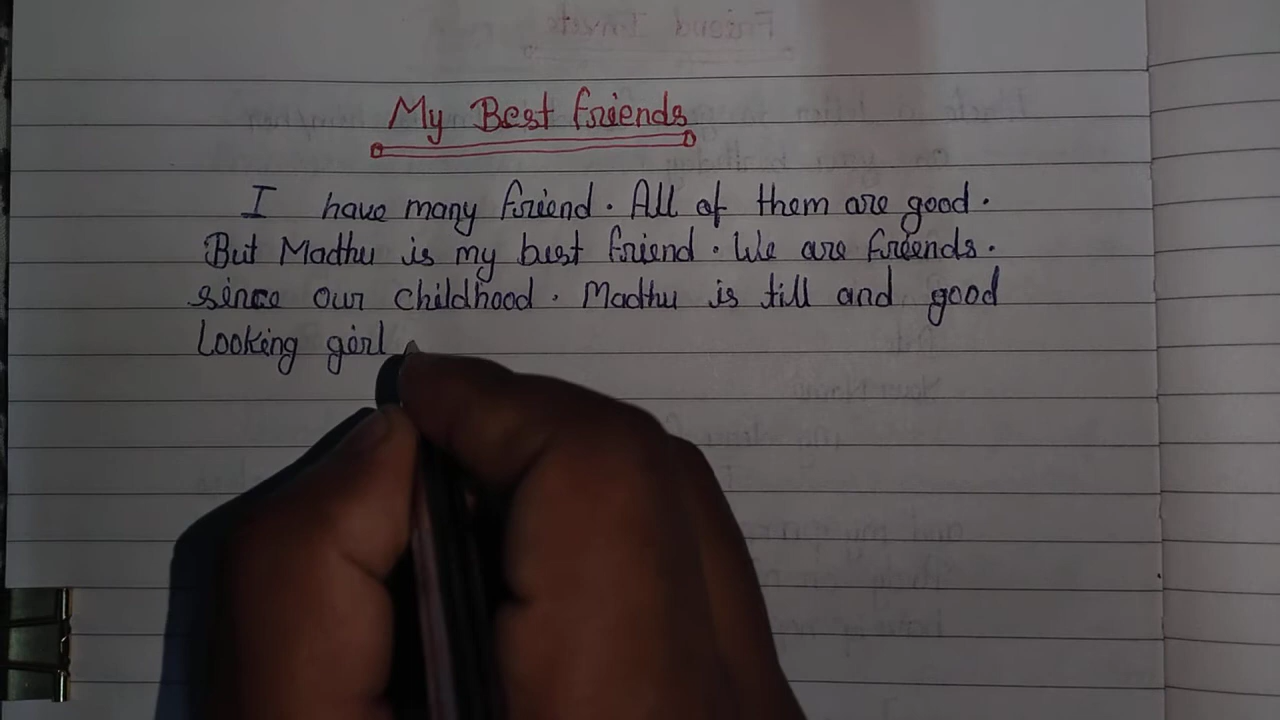 My Best friends
I have many friend. All of them are good.
But Madhu is my best friend. We are friends.
since our childhood. Madhu is till and good
looking girl